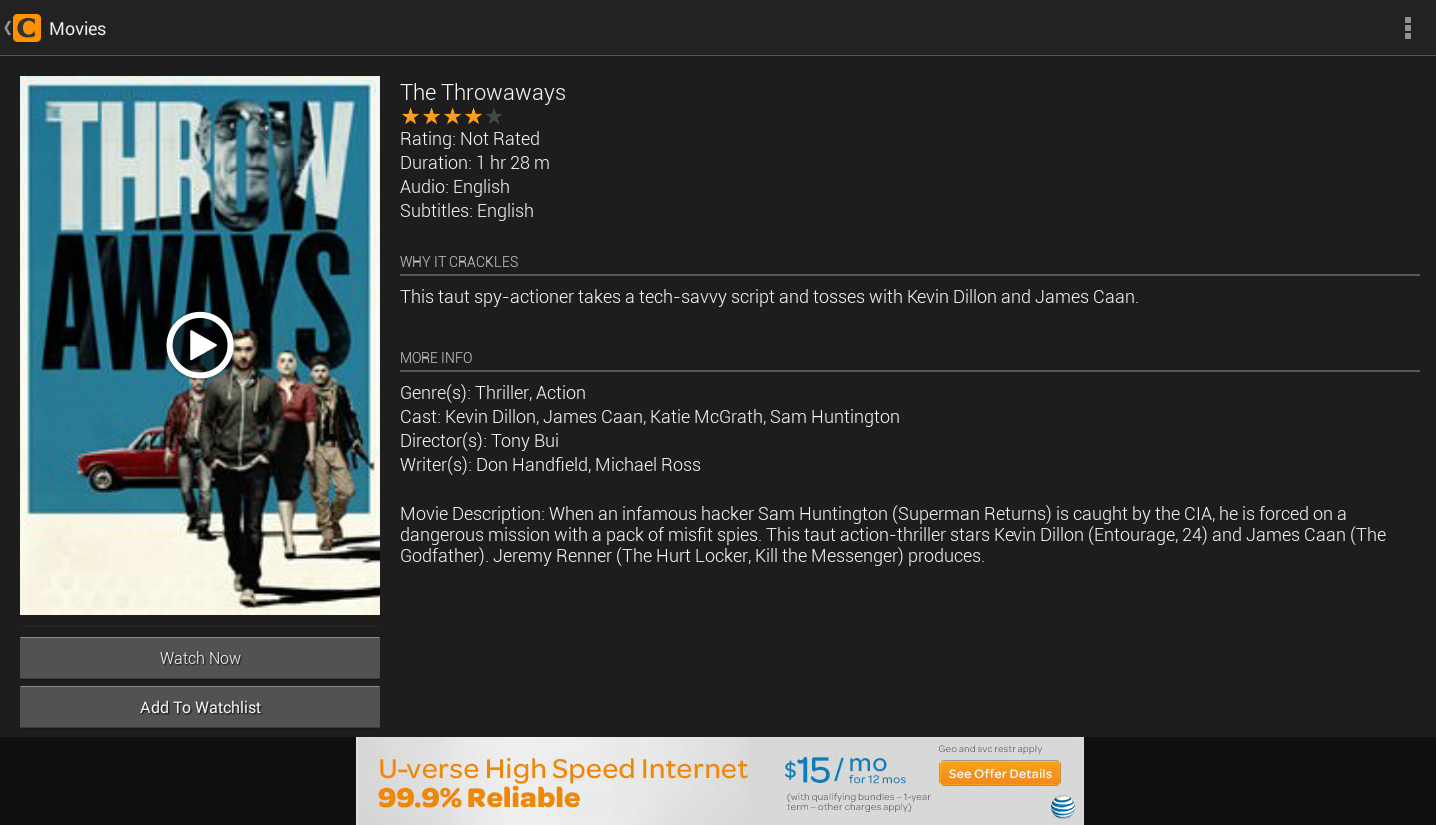 C Movies
THROW
AWAYS
The Throwaways
Rating: Not Rated
Duration: 1 hr 28 m
Audio: English
Subtitles: English
WHY IT CRACKLES
This taut spy-actioner takes a tech-savvy script and tosses with Kevin Dillon and James Caan.
MORE INFO
Genre(s): Thriller, Action
Cast: Kevin Dillon, James Caan, Katie McGrath, Sam Huntington
Director(s): Tony Bui
Writer(s): Don Handfield, Michael Ross
Movie Description: When an infamous hacker Sam Huntington (Superman Returns) is caught by the CIA, he is forced on a
dangerous mission with a pack of misfit spies. This taut action-thriller stars Kevin Dillon (Entourage, 24) and James Caan (The
Godfather). Jeremy Renner (The Hurt Locker, Kill the Messenger) produces.
Watch Now
Add To Watchlist
U-verse High Speed Internet
99.9% Reliable
$15/mo
for 12 mos
(with qualifying bundles – 1-year
term – other charges apply)
Geo and svc restr apply
See Offer Details